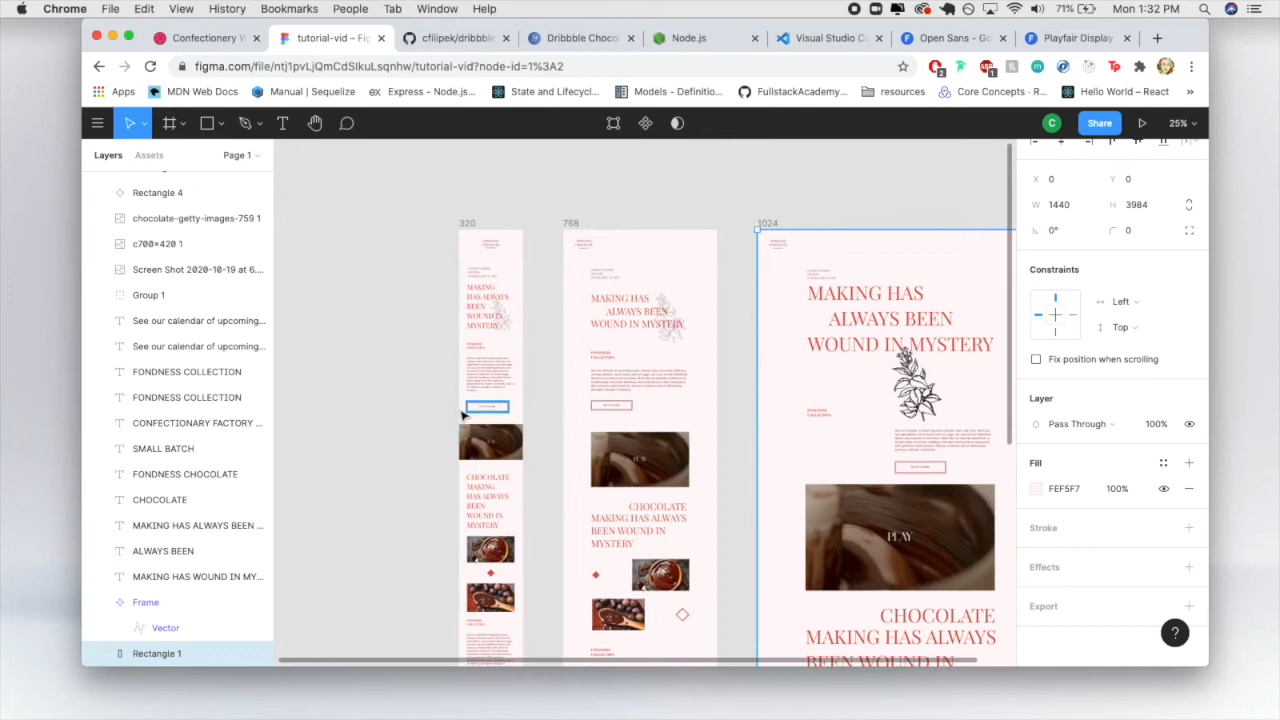 Chrome File Edit View History Bookmarks People Tab Window Help 71% Mon 1:32 PM
Confectionery W tutorial-vid – Fig cfilipek/dribbble Dribbble Choco Node.js Visual Studio C Open Sans - Go Playfair Display
figma.com/file/ntj1pvLjQmCdSIkuLsqnhw/tutorial-vid?node-id=1%3A2
Apps MDN Web Docs Manual | Sequelize Express - Node.js... State and Lifecycl... Models - Definitio... FullstackAcademy... resources Core Concepts · R... Hello World – React »
C Share 25%
Layers Assets Page 1
Rectangle 4
chocolate-getty-images-759 1
c700x420 1
Screen Shot 2020-10-19 at 6....
Group 1
See our calendar of upcoming...
See our calendar of upcoming...
FONDNESS COLLECTION
FONDNESS COLLECTION
CONFECTIONARY FACTORY ...
SMALL BATCH
FONDNESS COLLECTION
CHOCOLATE
MAKING HAS ALWAYS BEEN ...
ALWAYS BEEN
MAKING HAS WOUND IN MY...
Frame
Vector
Rectangle 1
320
MAKING
HAS ALWAYS
BEEN
WOUND IN
MYSTERY
CHOCOLATE
MAKING
HAS ALWAYS
BEEN
WOUND IN
MYSTERY
768
MAKING HAS
ALWAYS BEEN
WOUND IN MYSTERY
PLAY
CHOCOLATE
MAKING HAS ALWAYS
BEEN WOUND IN
MYSTERY
1024
MAKING HAS
ALWAYS BEEN
WOUND IN MYSTERY
FONDNESS
COLLECTION
PLAY
CHOCOLATE
MAKING HAS ALWAYS
BEEN WOUND IN
X 0 Y 0
W 1440 H 3984
0° 0
Constraints
Left
Top
Fix position when scrolling
Layer
Pass Through 100%
Fill
FEF5F7 100%
Stroke
Effects
Export
?